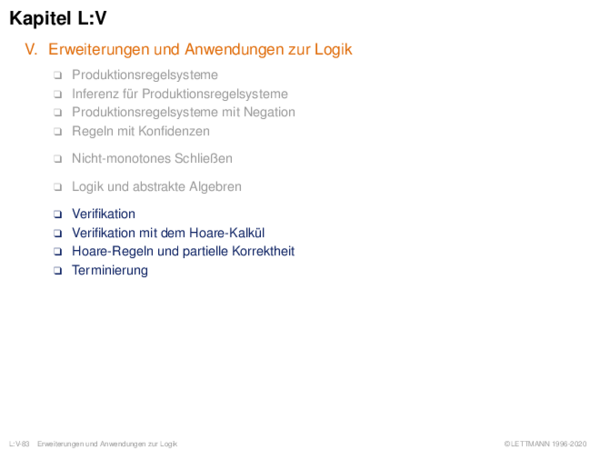 Kapitel L:V
V. Erweiterungen und Anwendungen zur Logik
❑ Produktionsregelsysteme
❑ Inferenz für Produktionsregelsysteme
❑ Produktionsregelsysteme mit Negation
❑ Regeln mit Konfidenzen
❑ Nicht-monotones Schließen
❑ Logik und abstrakte Algebren
❑ Verifikation
❑ Verifikation mit dem Hoare-Kalkül
❑ Hoare-Regeln und partielle Korrektheit
❑ Terminierung
L:V-83 Erweiterungen und Anwendungen zur Logik ©LETTMANN 1996-2020